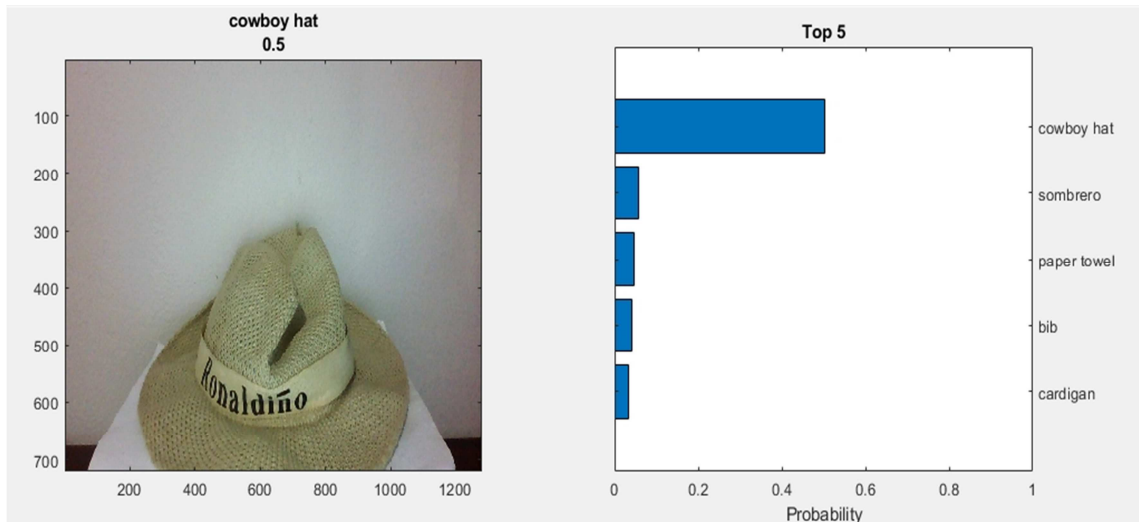 cowboy hat
0.5
100
200
300
400
500
600
700
200 400 600 800 1000 1200
Ronaldiño
Top 5
cowboy hat
sombrero
paper towel
bib
cardigan
0 0.2 0.4 0.6 0.8 1
Probability